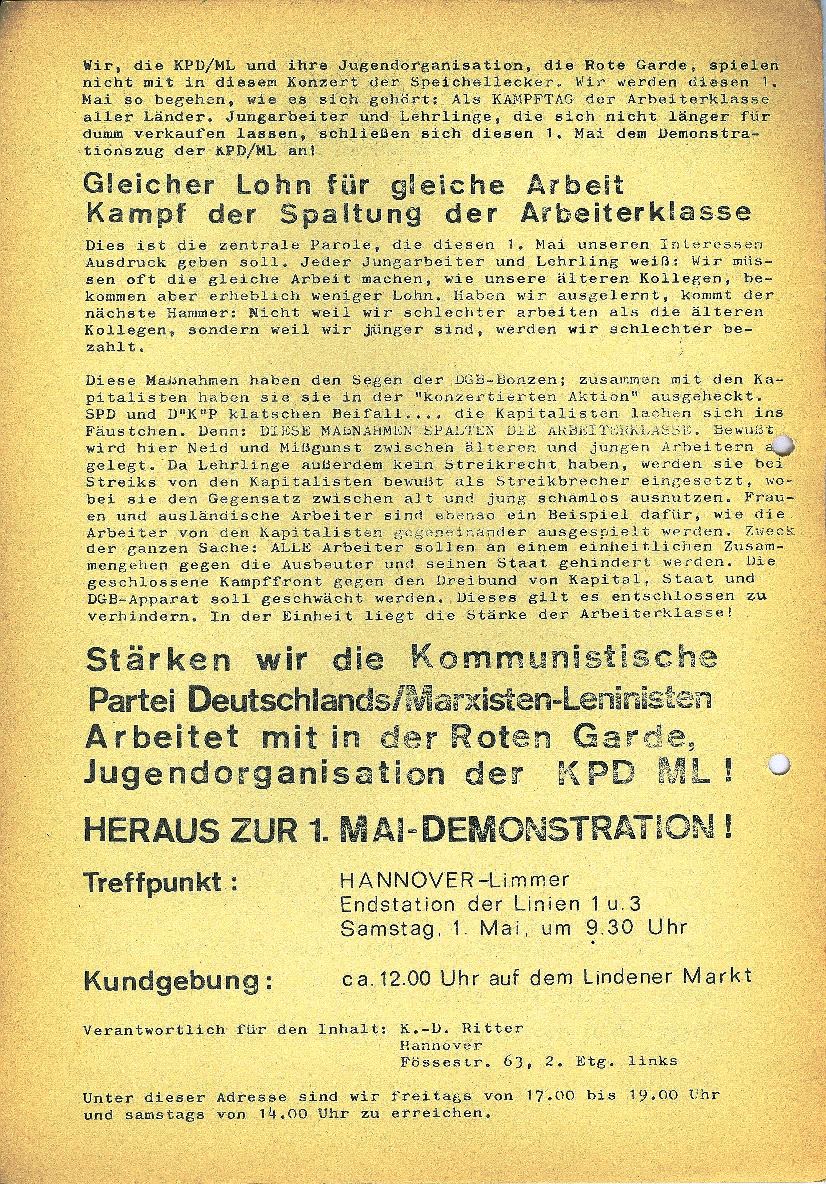 Wir, die KPD/ML und ihre Jugendorganisation, die Rote Garde, spielen
nicht mit in diesem Konzert der Speichellecker. Wir werden diesen 1.
Mai so begehen, wie es sich gehört: Als KAMPFTAG der Arbeiterklasse
aller Länder. Jungarbeiter und Lehrlinge, die sich nicht länger für
dumm verkaufen lassen, schließen sich diesen 1. Mai dem Demonstra-
tionszug der KPD/ML an!
Gleicher Lohn für gleiche Arbeit
Kampf der Spaltung der Arbeiterklasse
Dies ist die zentrale Parole, die diesen 1. Mai unseren Interessen
Ausdruck geben soll. Jeder Jungarbeiter und Lehrling weiß: Wir müs-
sen oft die gleiche Arbeit machen, wie unsere älteren Kollegen, be-
kommen aber erheblich weniger Lohn. Haben wir ausgelernt, kommt der
nächste Hammer: Nicht weil wir schlechter arbeiten als die älteren
Kollegen, sondern weil wir jünger sind, werden wir schlechter be-
zahlt.
Diese Maßnahmen haben den Segen der DGB-Bonzen; zusammen mit den Ka-
pitalisten haben sie sie in der "konzertierten Aktion" ausgeheckt.
SPD und D"K"P klatschen Beifall.... die Kapitalisten lachen sich ins
Fäustchen. Denn: DIESE MAßNAHMEN SPALTEN DIE ARBEITERKLASSE. Bewußt
wird hier Neid und Mißgunst zwischen älteren und jungen Arbeitern a
gelegt. Da Lehrlinge außerdem kein Streikrecht haben, werden sie bei
Streiks von den Kapitalisten bewußt als Streikbrecher eingesetzt, wo-
bei sie den Gegensatz zwischen alt und jung schamlos ausnutzen. Frau-
en und ausländische Arbeiter sind ebenso ein Beispiel dafür, wie die
Arbeiter von den Kapitalisten gegeneinander ausgespielt werden. Zweck
der ganzen Sache: ALLE Arbeiter sollen an einem einheitlichen Zusam-
mengehen gegen die Ausbeuter und seinen Staat gehindert werden. Die
geschlossene Kampffront gegen den Dreibund von Kapital, Staat und
DGB-Apparat soll geschwächt werden. Dieses gilt es entschlossen zu
verhindern. In der Einheit liegt die Stärke der Arbeiterklasse!
Stärken wir die Kommunistische
Partei Deutschlands/Marxisten-Leninisten
Arbeitet mit in der Roten Garde,
Jugendorganisation der KPD ML!
HERAUS ZUR 1. MAI-DEMONSTRATION!
Treffpunkt: HANNOVER-Limmer
Endstation der Linien 1 u. 3
Samstag, 1. Mai, um 9.30 Uhr
Kundgebung: ca. 12.00 Uhr auf dem Lindener Markt
Verantwortlich für den Inhalt: K.-D. Ritter
Hannover
Fössestr. 63, 2. Etg. links
Unter dieser Adresse sind wir freitags von 17.00 bis 19.00 Uhr
und samstags von 14.00 Uhr zu erreichen.